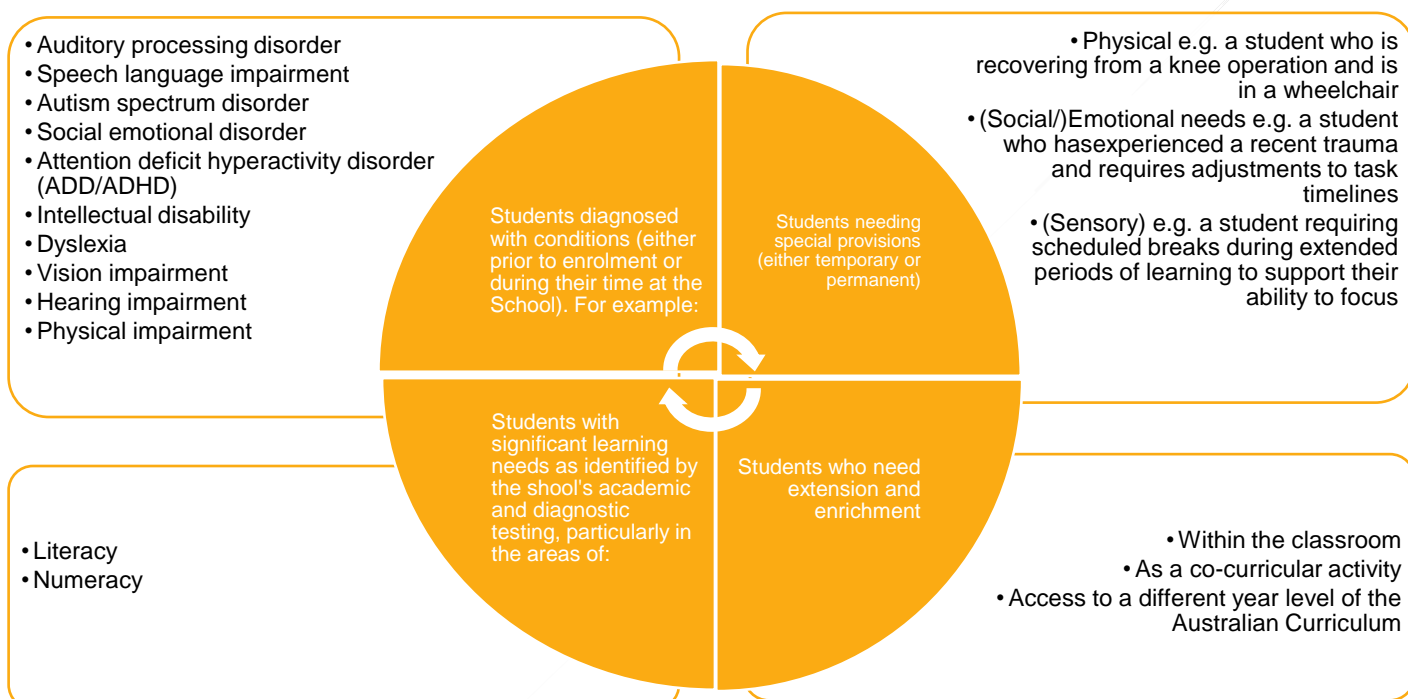 • Auditory processing disorder
• Speech language impairment
• Autism spectrum disorder
• Social emotional disorder
• Attention deficit hyperactivity disorder
(ADD/ADHD)
• Intellectual disability
• Dyslexia
• Vision impairment
• Hearing impairment
• Physical impairment
Students diagnosed
with conditions (either
prior to enrolment or
during their time at the
School). For example:
Students needing
special provisions
(either temporary or
permanent)
• Physical e.g. a student who is
recovering from a knee operation and is
in a wheelchair
• (Social/)Emotional needs e.g. a student
who hasexperienced a recent trauma
and requires adjustments to task
timelines
• (Sensory) e.g. a student requiring
scheduled breaks during extended
periods of learning to support their
ability to focus
• Literacy
• Numeracy
Students with
significant learning
needs as identified by
the shool's academic
and diagnostic
testing, particularly in
the areas of:
Students who need
extension and
enrichment
• Within the classroom
• As a co-curricular activity
• Access to a different year level of the
Australian Curriculum